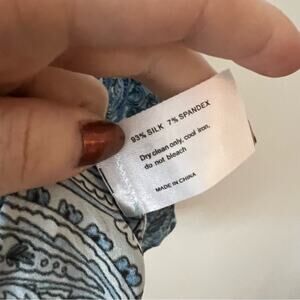 93% SILK 7% SPANDEX
Dry clean only, cool iron,
do not bleach
MADE IN CHINA